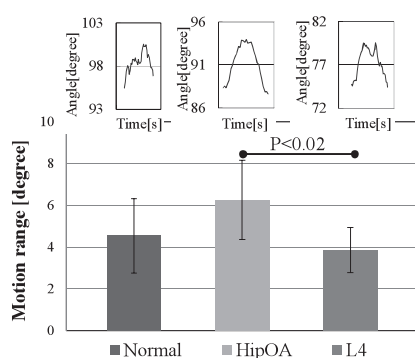 103
98
93
Angle[degree]
Time[s]
96
91
86
Angle[degree]
Time[s]
82
77
72
Angle[degree]
Time[s]
10
8
6
4
2
0
Motion range [degree]
P<0.02
Normal HipOA L4